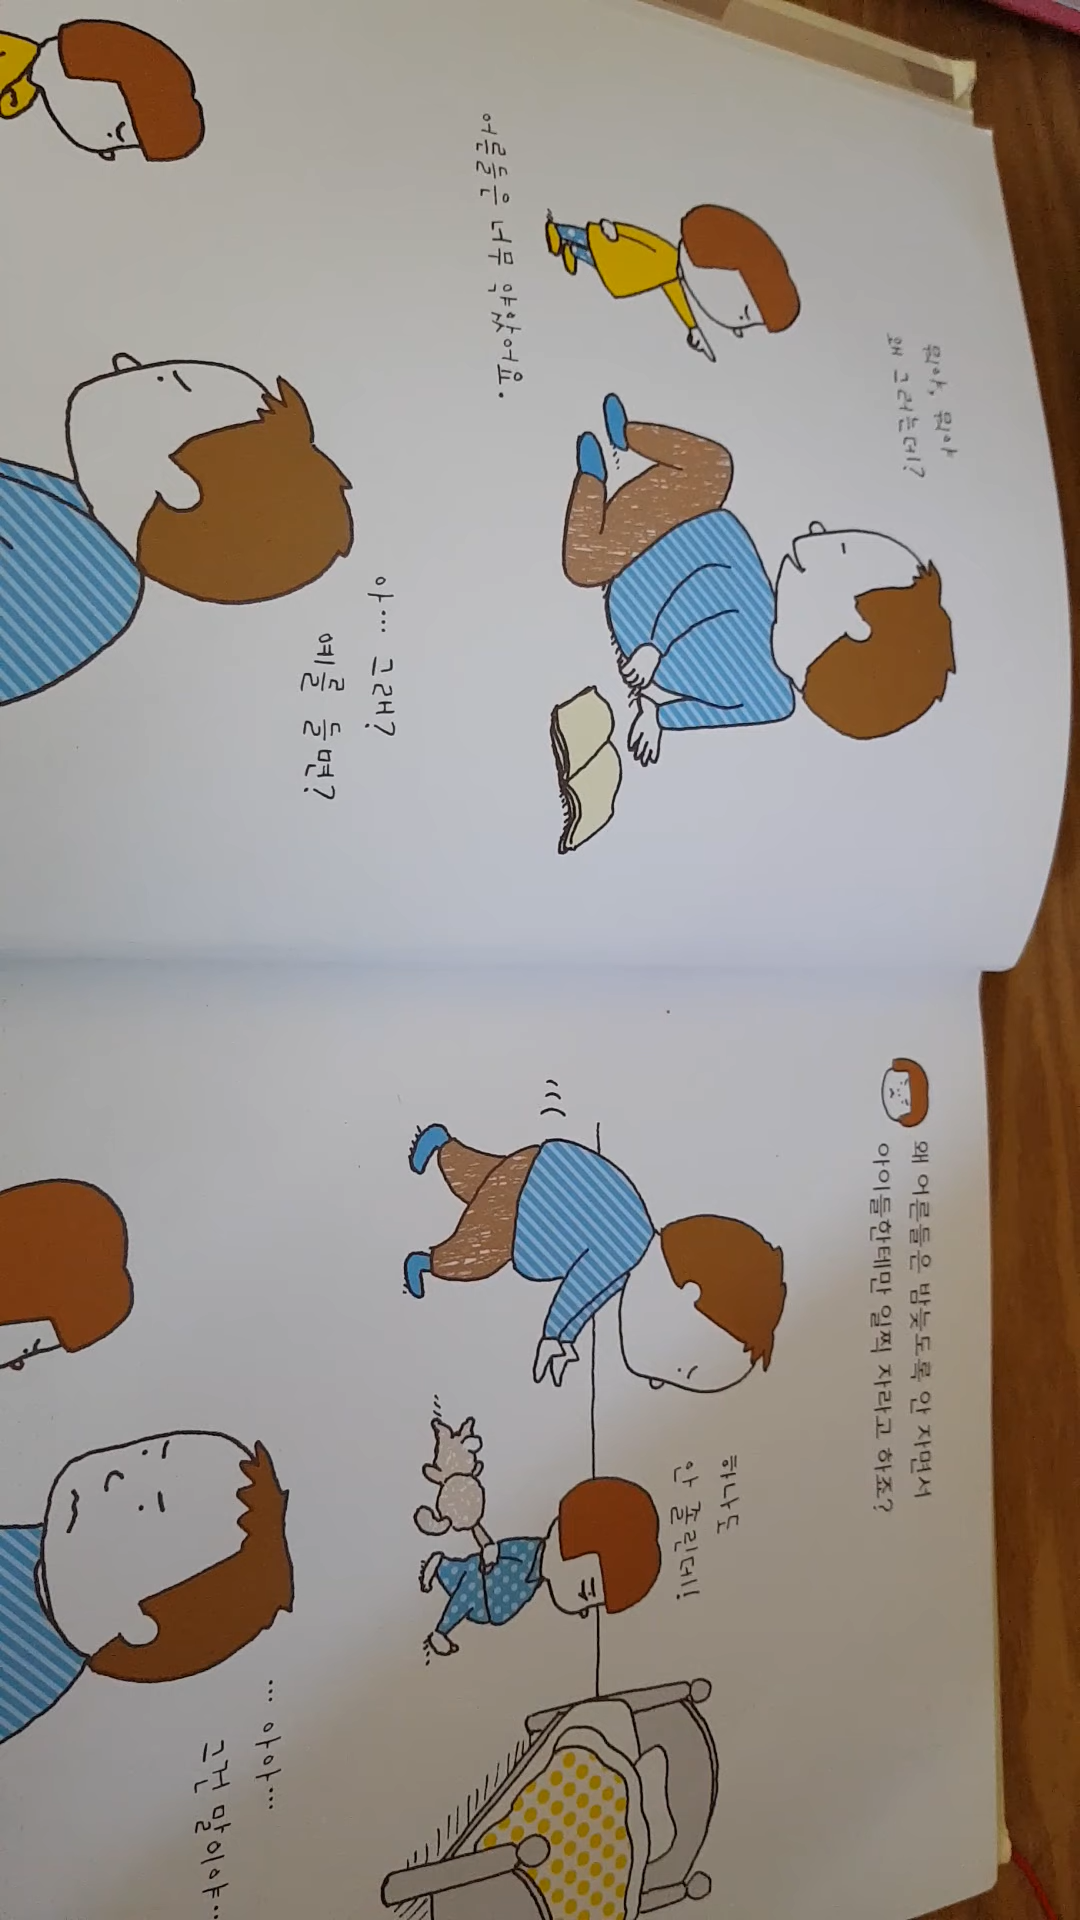 뭐야, 뭐야
왜 그러는데?
어른들은 너무 약았어요.
아… 그래?
예를 들면?
왜 어른들은 밤늦도록 안 자면서
아이들한테만 일찍 자라고 하죠?
하나도
안 졸린데!
… 아아…
그건 말이야…